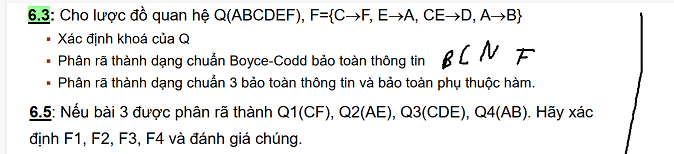 6.3: Cho lược đồ quan hệ Q(ABCDEF), F={C→F, E→A, CE→D, A→B}
▪ Xác định khoá của Q
▪ Phân rã thành dạng chuẩn Boyce-Codd bảo toàn thông tin BCNF
▪ Phân rã thành dạng chuẩn 3 bảo toàn thông tin và bảo toàn phụ thuộc hàm.
6.5: Nếu bài 3 được phân rã thành Q1(CF), Q2(AE), Q3(CDE), Q4(AB). Hãy xác
định F1, F2, F3, F4 và đánh giá chúng.